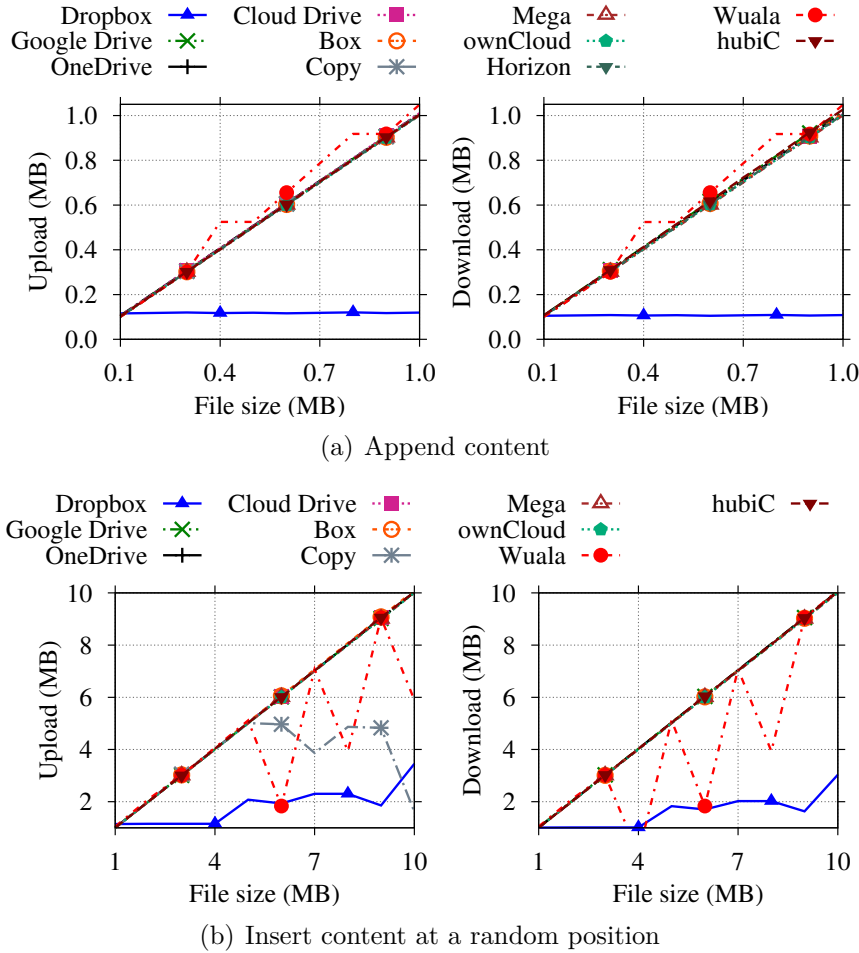 Dropbox Cloud Drive Mega Wuala
Google Drive Box ownCloud hubiC
OneDrive Copy Horizon
Upload (MB)
1.0
0.8
0.6
0.4
0.2
0.0
0.1 0.4 0.7 1.0
File size (MB)
Download (MB)
1.0
0.8
0.6
0.4
0.2
0.0
0.1 0.4 0.7 1.0
File size (MB)
(a) Append content
Dropbox Cloud Drive Mega hubiC
Google Drive Box ownCloud
OneDrive Copy Wuala
Upload (MB)
10
8
6
4
2
1 4 7 10
File size (MB)
Download (MB)
10
8
6
4
2
1 4 7 10
File size (MB)
(b) Insert content at a random position